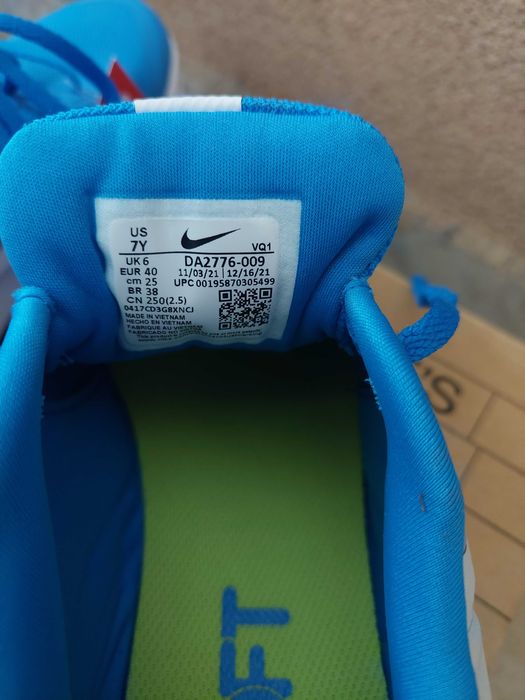 US
7Y
VQ1
UK 6
DA2776-009
EUR 40
11/03/21 12/16/21
cm 25
UPC 00195870305499
BR 38
CN 250(2.5)
0417CD3G8XNCJ
MADE IN VIETNAM
HECHO EN VIETNAM
FABRIQUE AU VIETNAM
FT
S